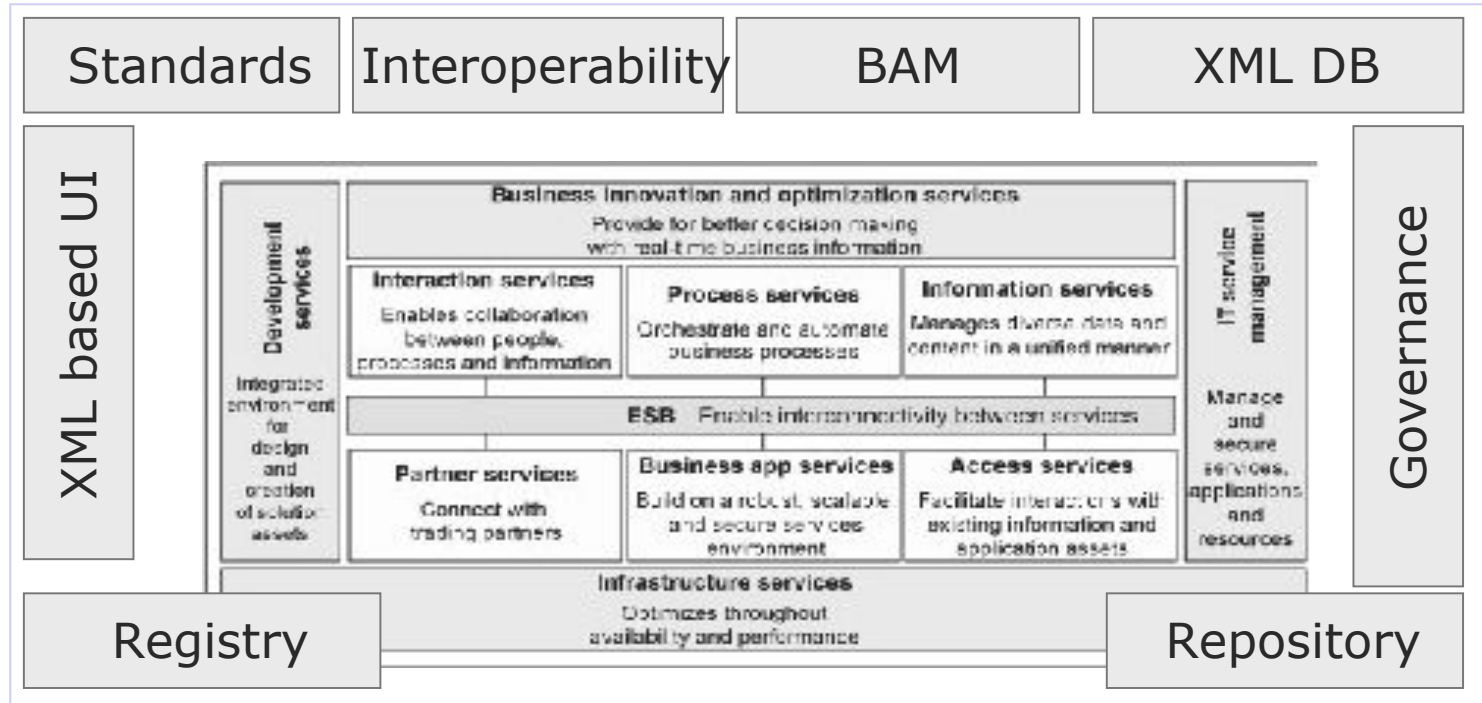 Standards
Interoperability
BAM
XML DB
XML based UI
Governance
Business innovation and optimization services
Provide for better decision making
with real-time business information
Development
services
Integrated
environment
for
design
and
creation
of solution
assets
Interaction services
Enables collaboration
between people,
processes and information
Process services
Orchestrate and automate
business processes
Information services
Manages diverse data and
content in a unified manner
IT service
management
Manage
and
secure
services,
applications
and
resources
ESB Enable interconnectivity between services
Partner services
Connect with
trading partners
Business app services
Build on a robust, scalable
and secure services
environment
Access services
Facilitate interactions with
existing information and
application assets
Infrastructure services
Optimizes throughout
availability and performance
Registry
Repository